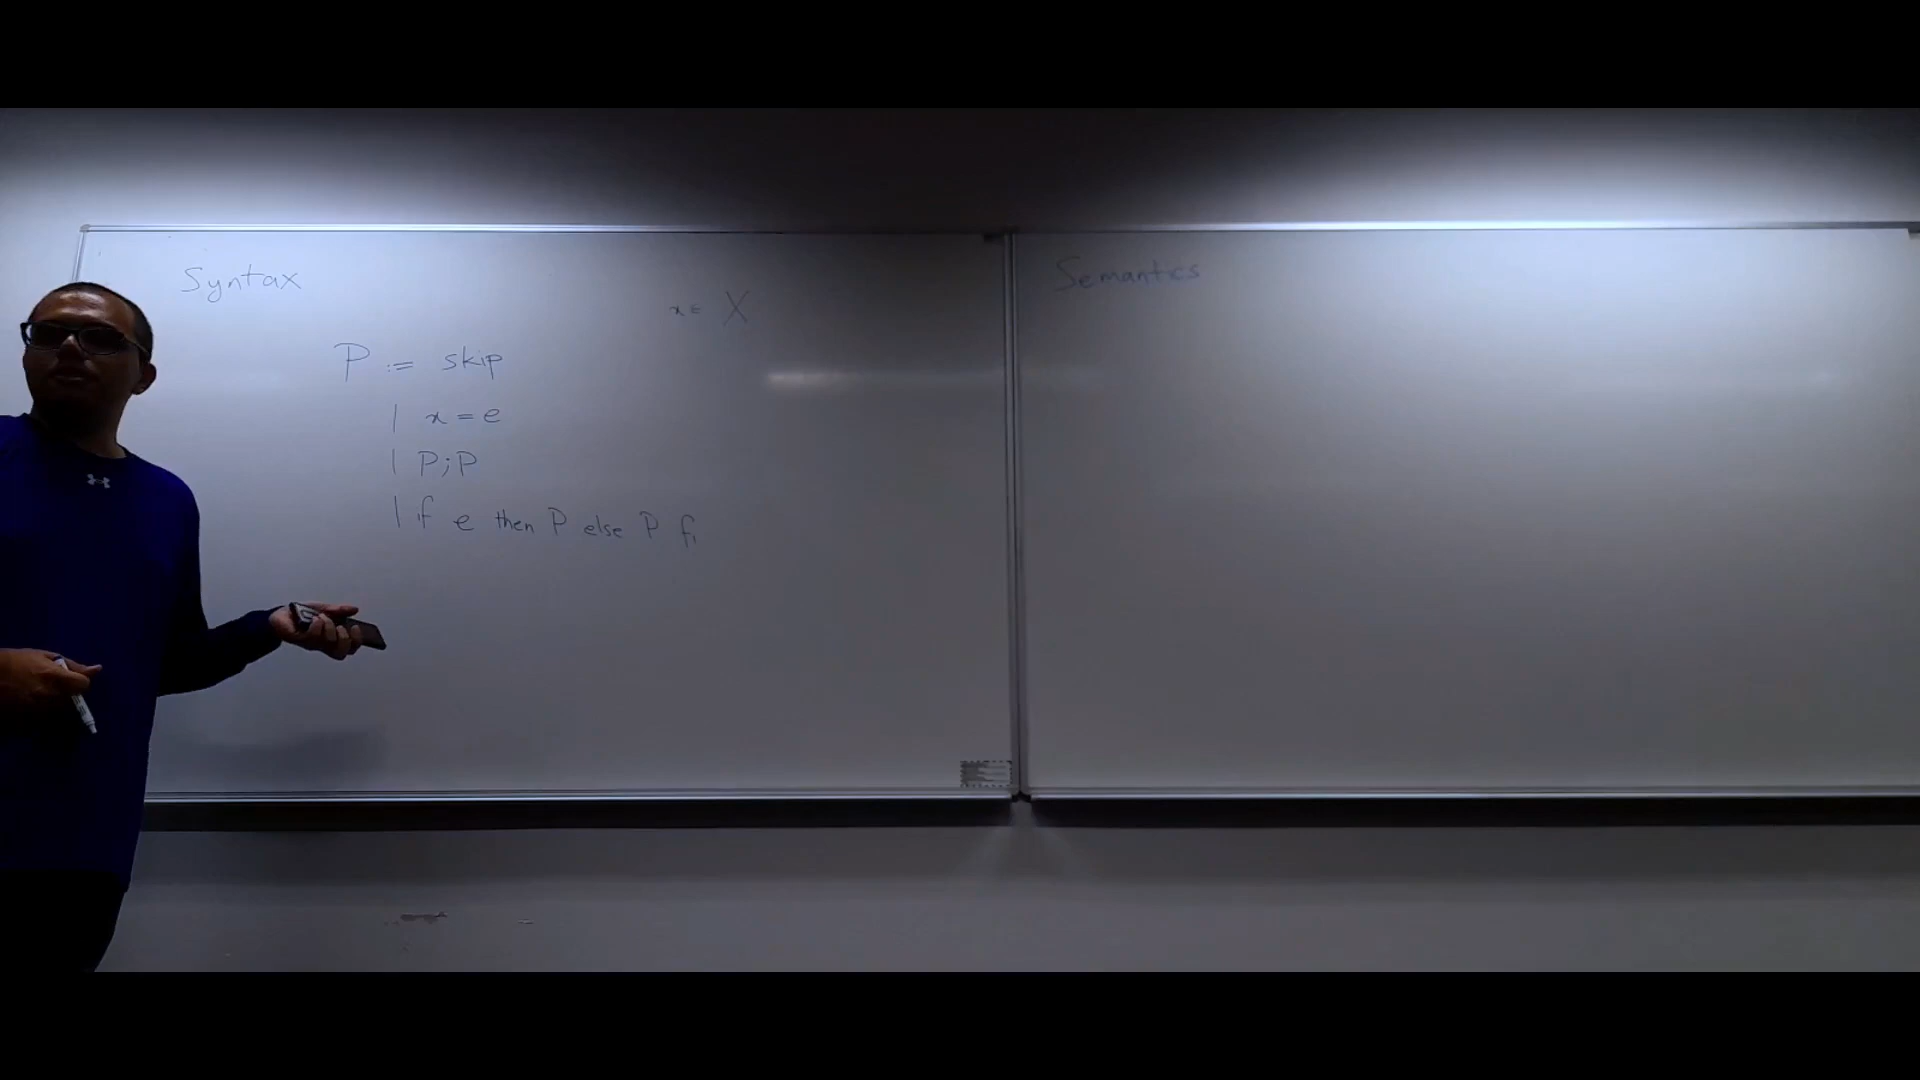 Syntax
x ∈ X
P := skip
| x = e
| P;P
| if e then P else P fi
Semantics